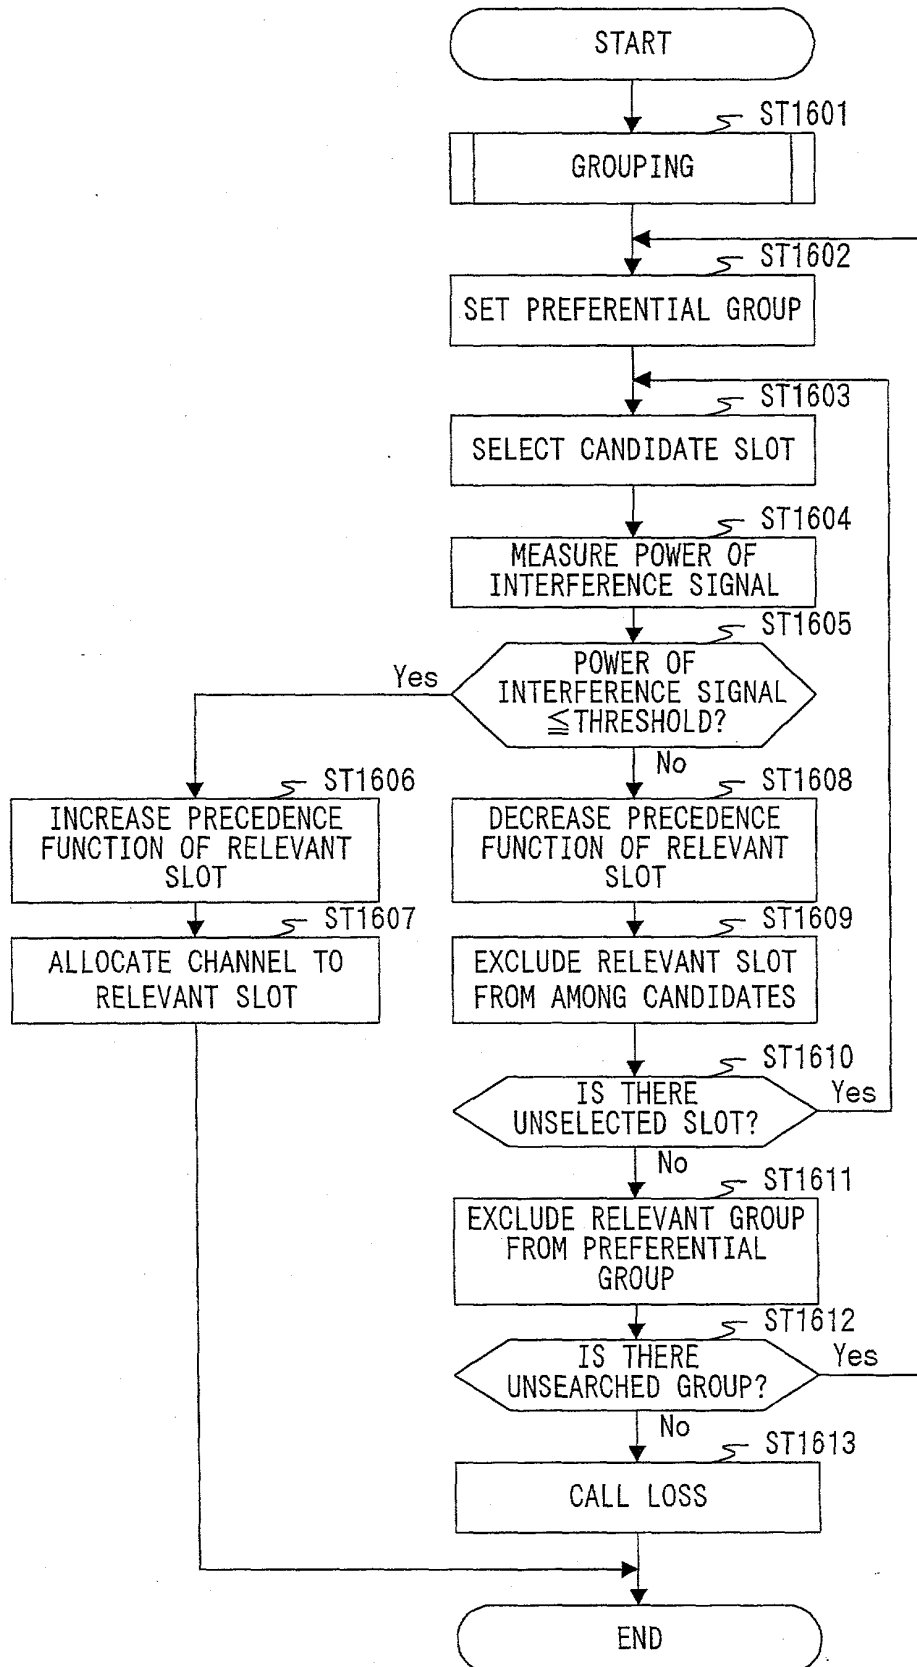 START
ST1601
GROUPING
ST1602
SET PREFERENTIAL GROUP
ST1603
SELECT CANDIDATE SLOT
ST1604
MEASURE POWER OF
INTERFERENCE SIGNAL
ST1605
POWER OF
INTERFERENCE SIGNAL
≦THRESHOLD?
Yes
No
ST1606
INCREASE PRECEDENCE
FUNCTION OF RELEVANT
SLOT
ST1607
ALLOCATE CHANNEL TO
RELEVANT SLOT
ST1608
DECREASE PRECEDENCE
FUNCTION OF RELEVANT
SLOT
ST1609
EXCLUDE RELEVANT SLOT
FROM AMONG CANDIDATES
ST1610
IS THERE
UNSELECTED SLOT?
Yes
No
ST1611
EXCLUDE RELEVANT GROUP
FROM PREFERENTIAL
GROUP
ST1612
IS THERE
UNSEARCHED GROUP?
Yes
No
ST1613
CALL LOSS
END